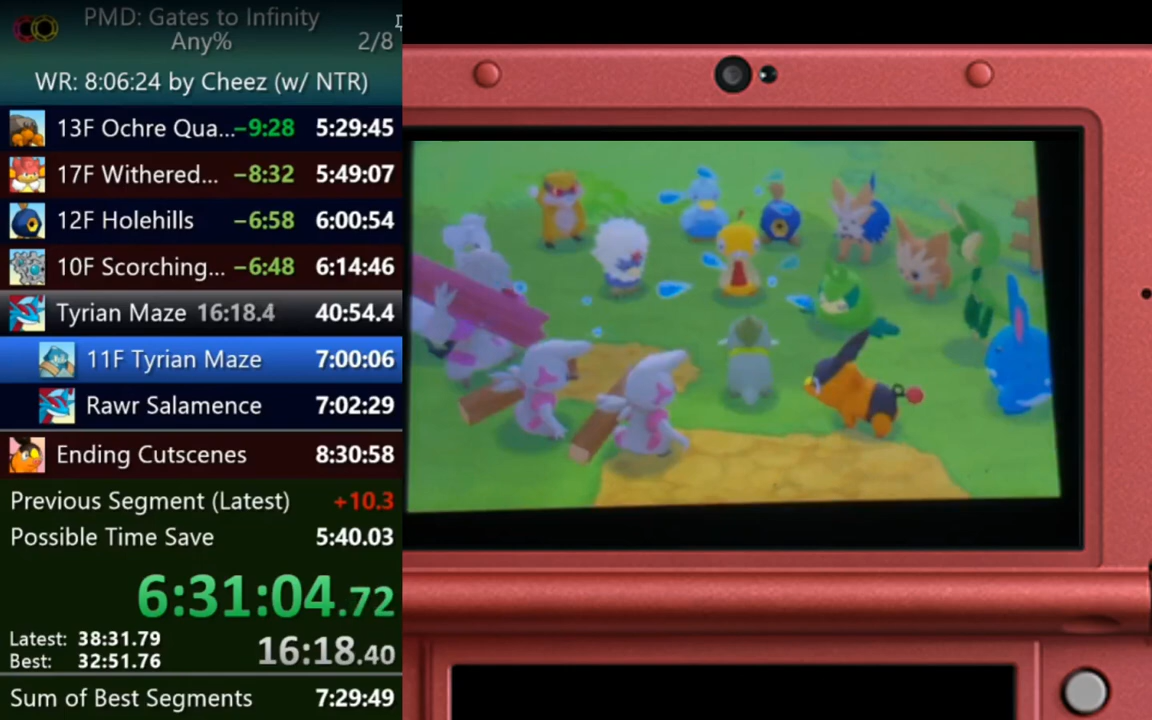 PMD: Gates to Infinity
Any% 2/8
WR: 8:06:24 by Cheez (w/ NTR)
13F Ochre Qua... −9:28 5:29:45
17F Withered... −8:32 5:49:07
12F Holehills −6:58 6:00:54
10F Scorching... −6:48 6:14:46
Tyrian Maze 16:18.4 40:54.4
11F Tyrian Maze 7:00:06
Rawr Salamence 7:02:29
Ending Cutscenes 8:30:58
Previous Segment (Latest) +10.3
Possible Time Save 5:40.03
6:31:04.72
Latest: 38:31.79
Best: 32:51.76
16:18.40
Sum of Best Segments 7:29:49